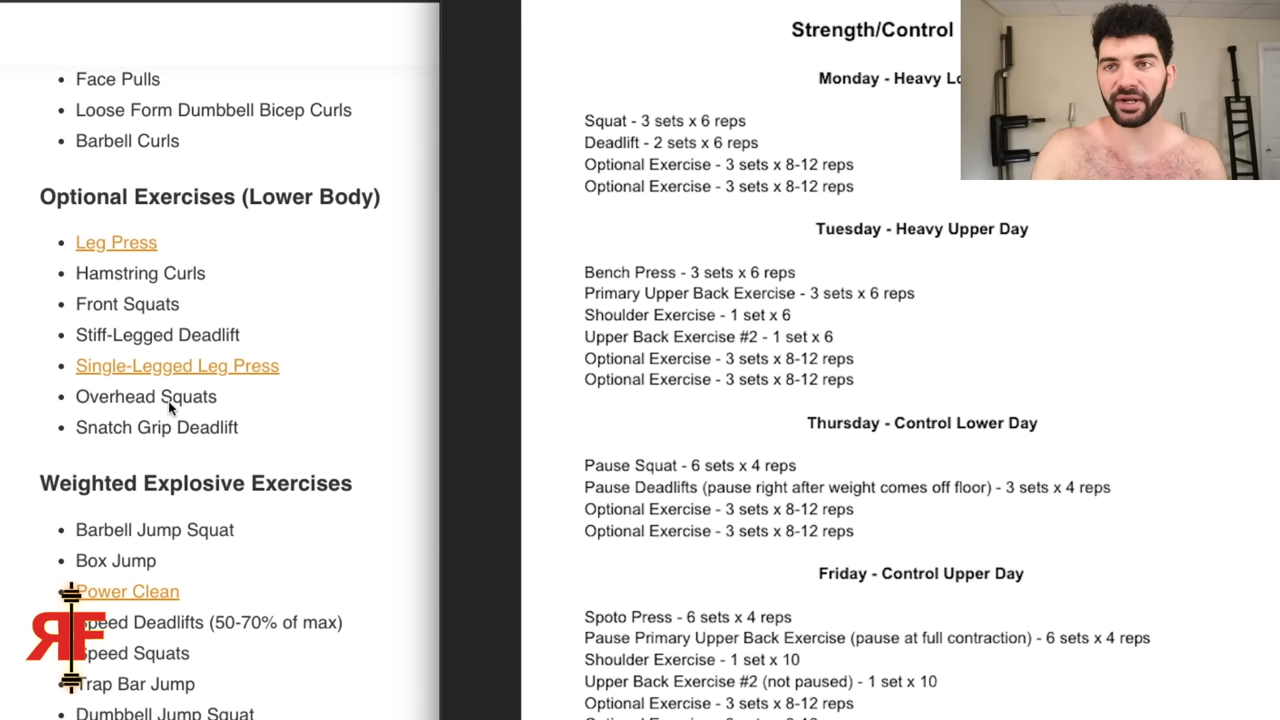 Face Pulls
Loose Form Dumbbell Bicep Curls
Barbell Curls
Optional Exercises (Lower Body)
Leg Press
Hamstring Curls
Front Squats
Stiff-Legged Deadlift
Single-Legged Leg Press
Overhead Squats
Snatch Grip Deadlift
Weighted Explosive Exercises
Barbell Jump Squat
Box Jump
Power Clean
Speed Deadlifts (50-70% of max)
Speed Squats
Trap Bar Jump
Dumbbell Jump Squat
RF
Strength/Control
Monday - Heavy Lo
Squat - 3 sets x 6 reps
Deadlift - 2 sets x 6 reps
Optional Exercise - 3 sets x 8-12 reps
Optional Exercise - 3 sets x 8-12 reps
Tuesday - Heavy Upper Day
Bench Press - 3 sets x 6 reps
Primary Upper Back Exercise - 3 sets x 6 reps
Shoulder Exercise - 1 set x 6
Upper Back Exercise #2 - 1 set x 6
Optional Exercise - 3 sets x 8-12 reps
Optional Exercise - 3 sets x 8-12 reps
Thursday - Control Lower Day
Pause Squat - 6 sets x 4 reps
Pause Deadlifts (pause right after weight comes off floor) - 3 sets x 4 reps
Optional Exercise - 3 sets x 8-12 reps
Optional Exercise - 3 sets x 8-12 reps
Friday - Control Upper Day
Spoto Press - 6 sets x 4 reps
Pause Primary Upper Back Exercise (pause at full contraction) - 6 sets x 4 reps
Shoulder Exercise - 1 set x 10
Upper Back Exercise #2 (not paused) - 1 set x 10
Optional Exercise - 3 sets x 8-12 reps